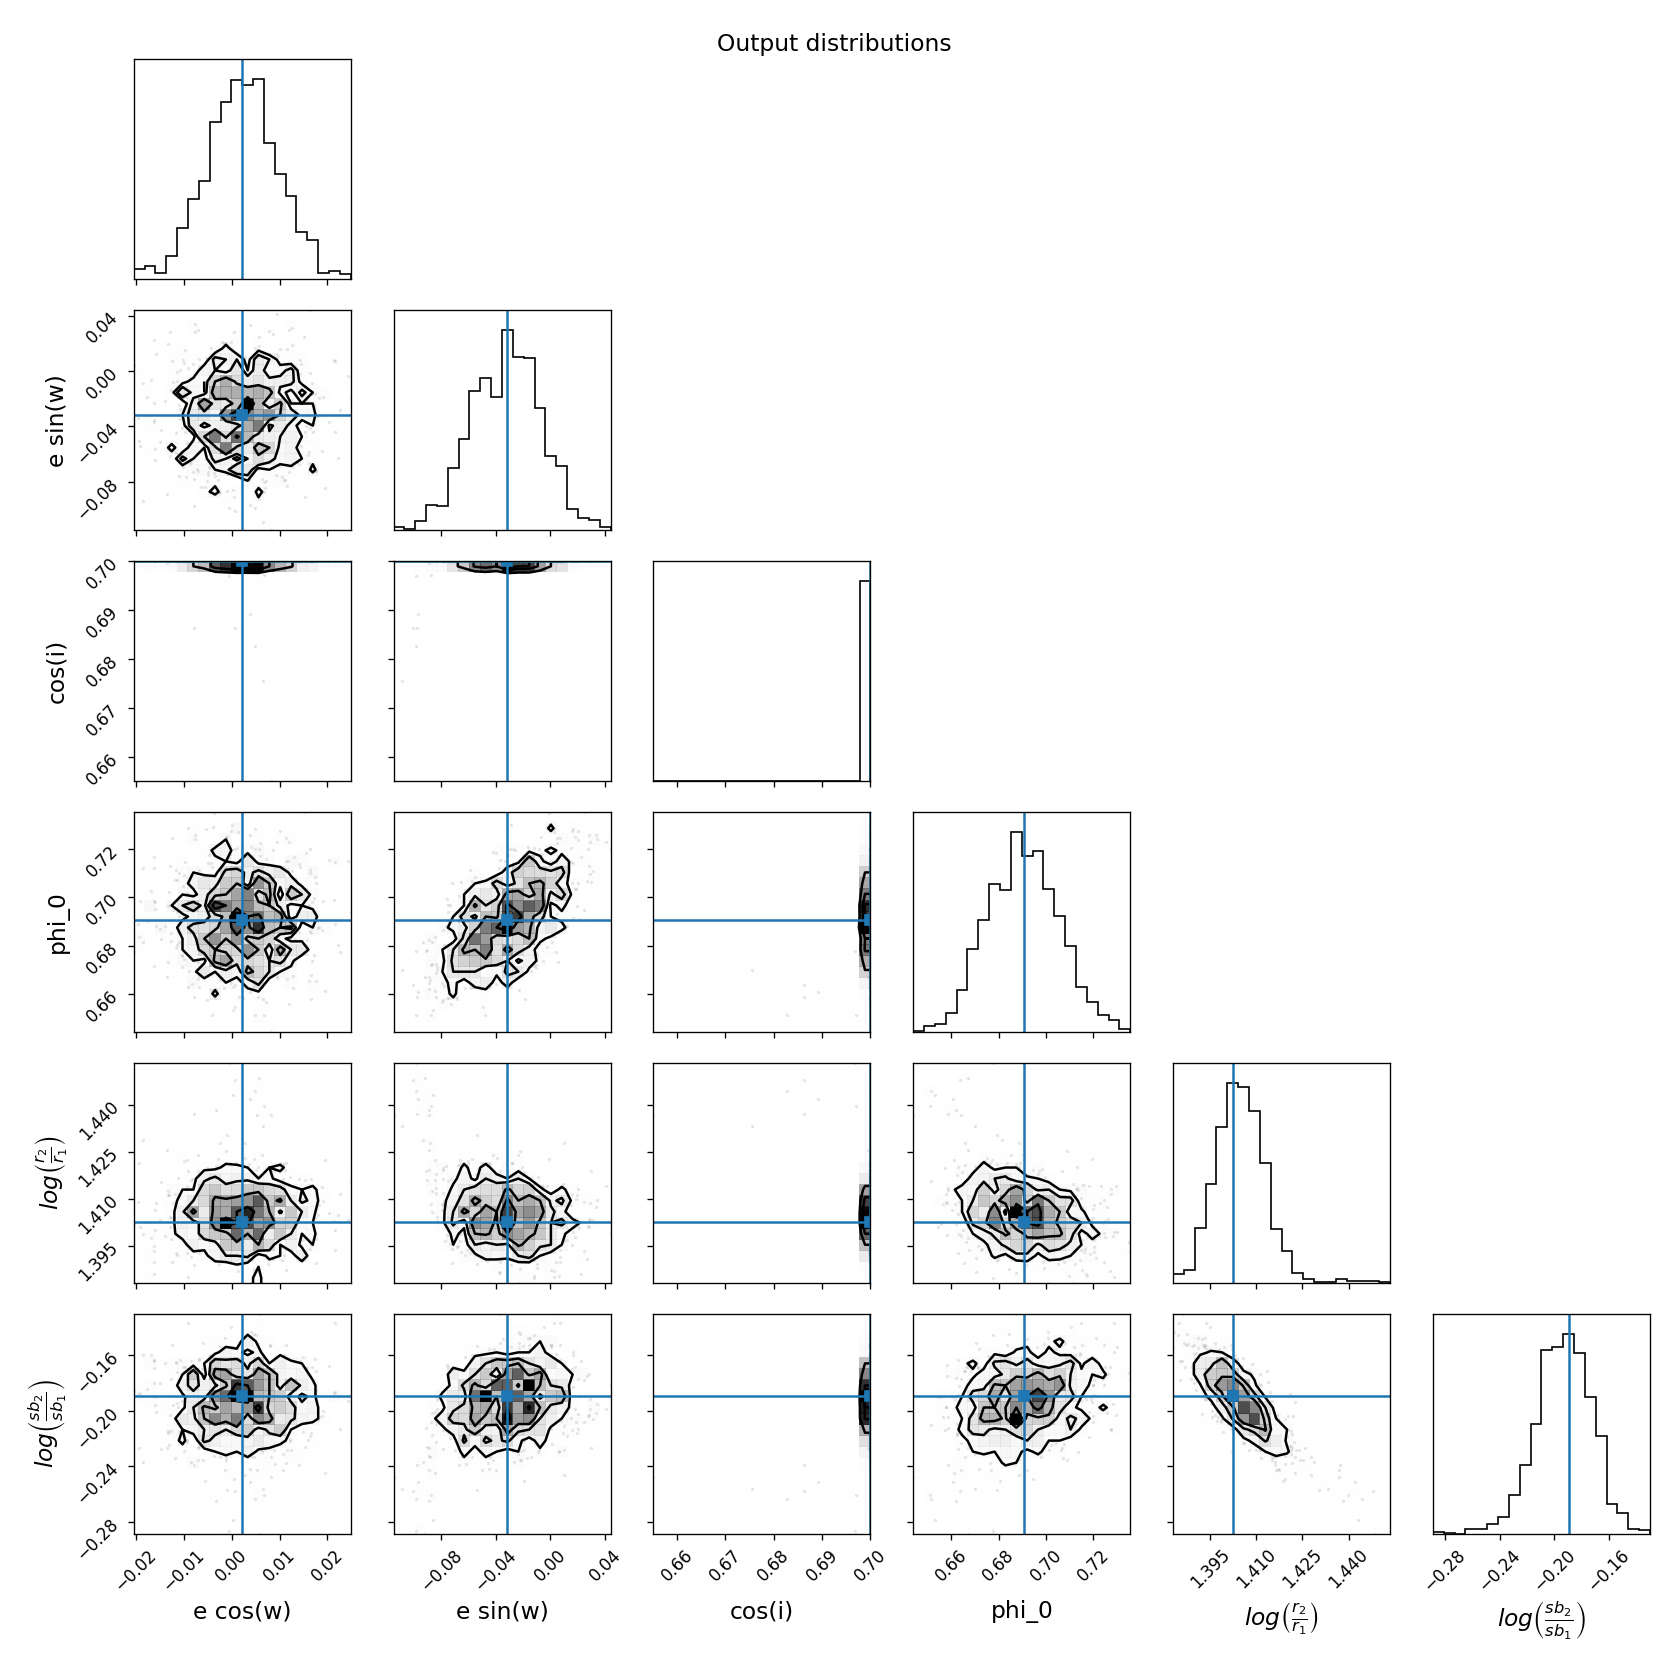 Output distributions
e sin(w)
0.04
0.00
−0.04
−0.08
cos(i)
0.70
0.69
0.68
0.67
0.66
phi_0
0.72
0.70
0.68
0.66
log(r₂/r₁)
1.440
1.425
1.410
1.395
log(sb₂/sb₁)
−0.16
−0.20
−0.24
−0.28
−0.02 −0.01 0.00 0.01 0.02 −0.08 −0.04 0.00 0.04 0.66 0.67 0.68 0.69 0.70 0.66 0.68 0.70 0.72 1.395 1.410 1.425 1.440 −0.28 −0.24 −0.20 −0.16
e cos(w) e sin(w) cos(i) phi_0 log(r₂/r₁) log(sb₂/sb₁)